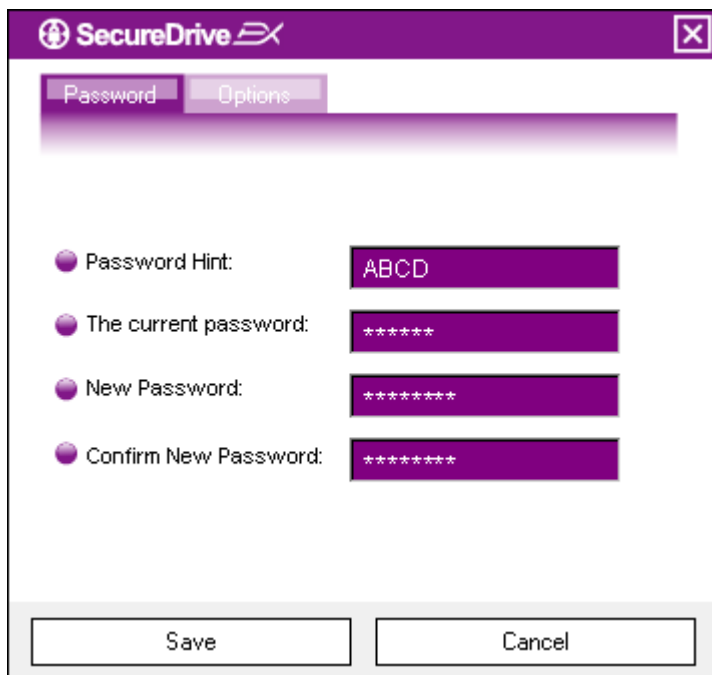 SecureDrive EX
Password Options
Password Hint: ABCD
The current password: ******
New Password: ********
Confirm New Password: ********
Save Cancel